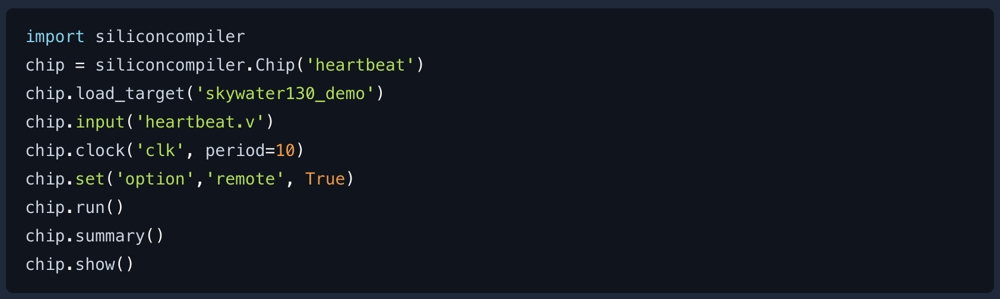 import siliconcompiler
chip = siliconcompiler.Chip('heartbeat')
chip.load_target('skywater130_demo')
chip.input('heartbeat.v')
chip.clock('clk', period=10)
chip.set('option','remote', True)
chip.run()
chip.summary()
chip.show()